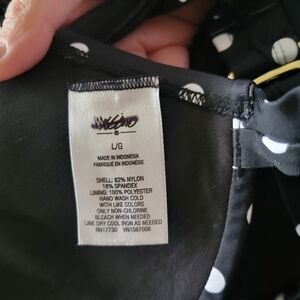 MOSSIMO
L/G
MADE IN INDONESIA
FABRIQUÉ EN INDONÉSIE
SHELL: 82% NYLON
18% SPANDEX
LINING: 100% POLYESTER
HAND WASH COLD
WITH LIKE COLORS
ONLY NON-CHLORINE
BLEACH WHEN NEEDED
LINE DRY COOL IRON AS NEEDED
RN17730 VN1087006